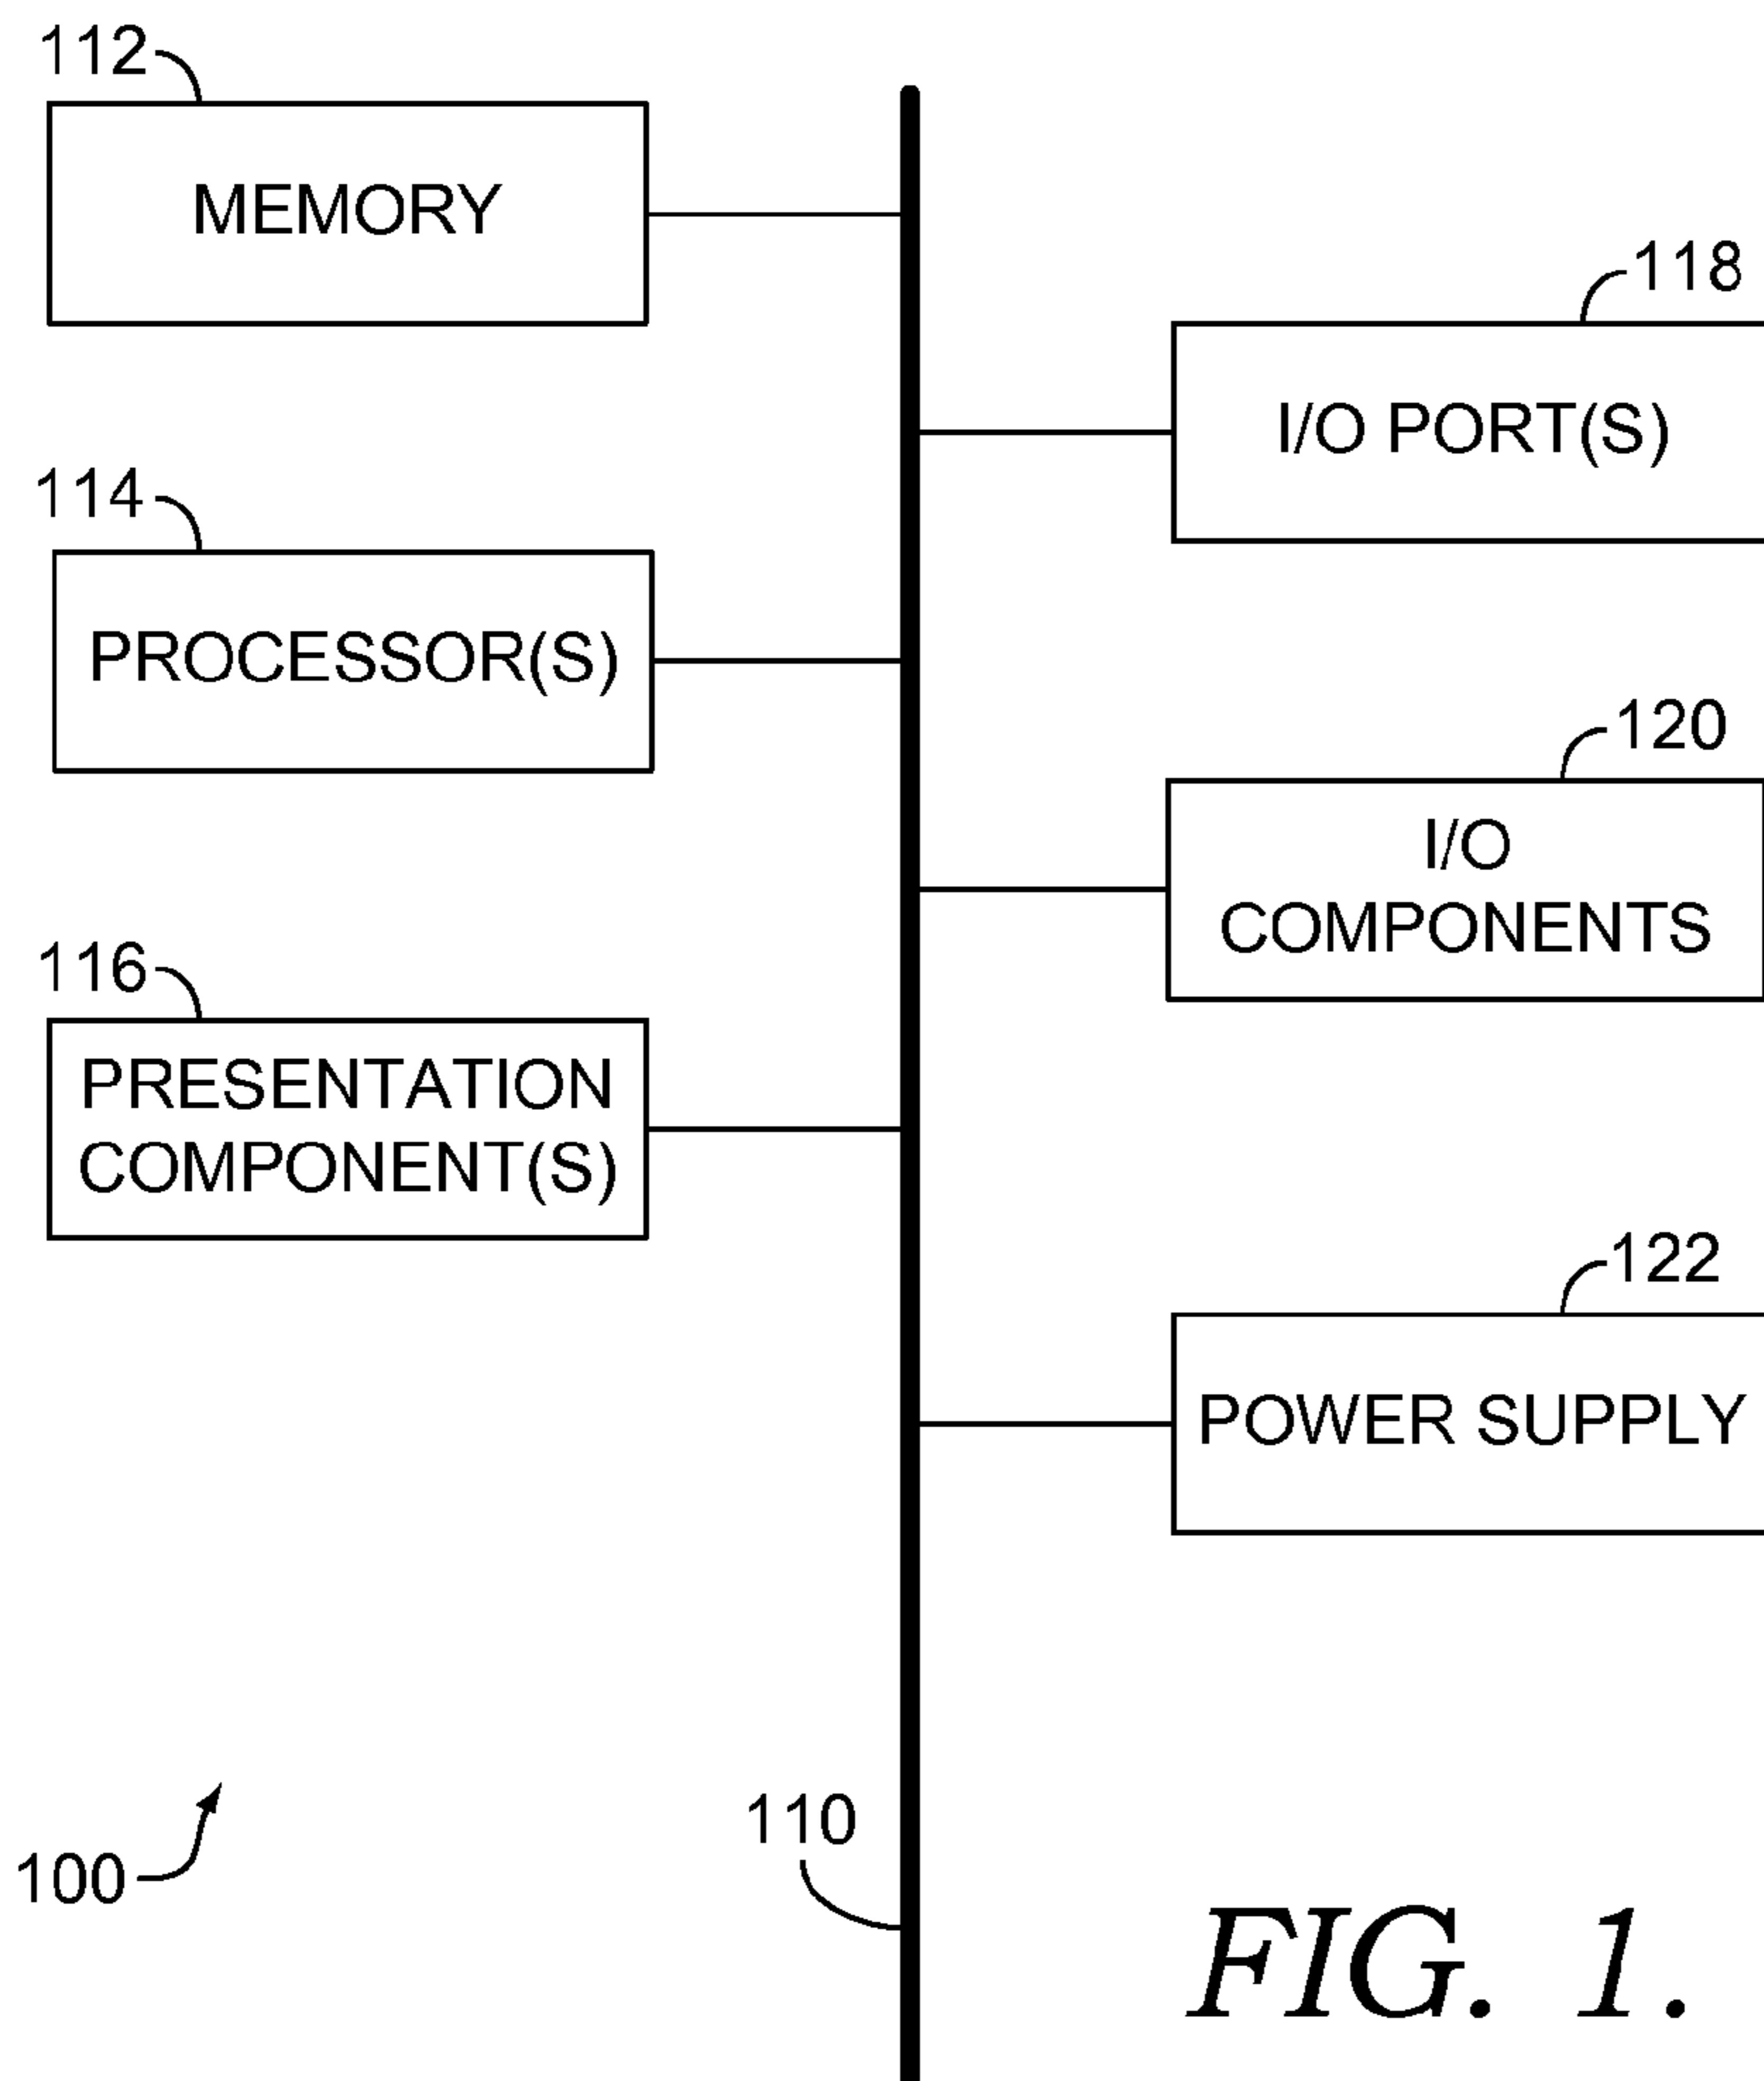 112
MEMORY
118
I/O PORT(S)
114
PROCESSOR(S)
120
I/O
COMPONENTS
116
PRESENTATION
COMPONENT(S)
122
POWER SUPPLY
110
100
FIG. 1.